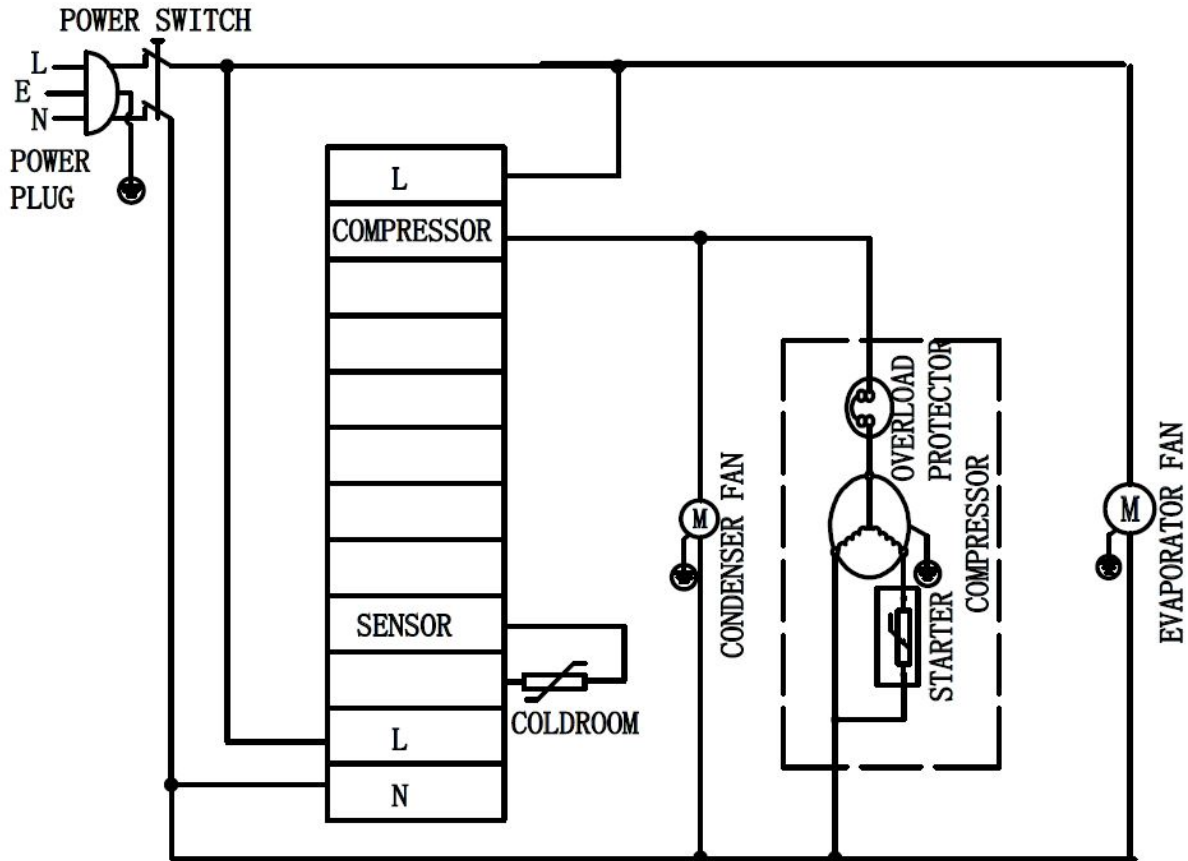 POWER SWITCH
L
E
N
POWER
PLUG
L
COMPRESSOR
SENSOR
COLDROOM
L
N
M
CONDENSER FAN
OVERLOAD
PROTECTOR
COMPRESSOR
STARTER
M
EVAPORATOR FAN